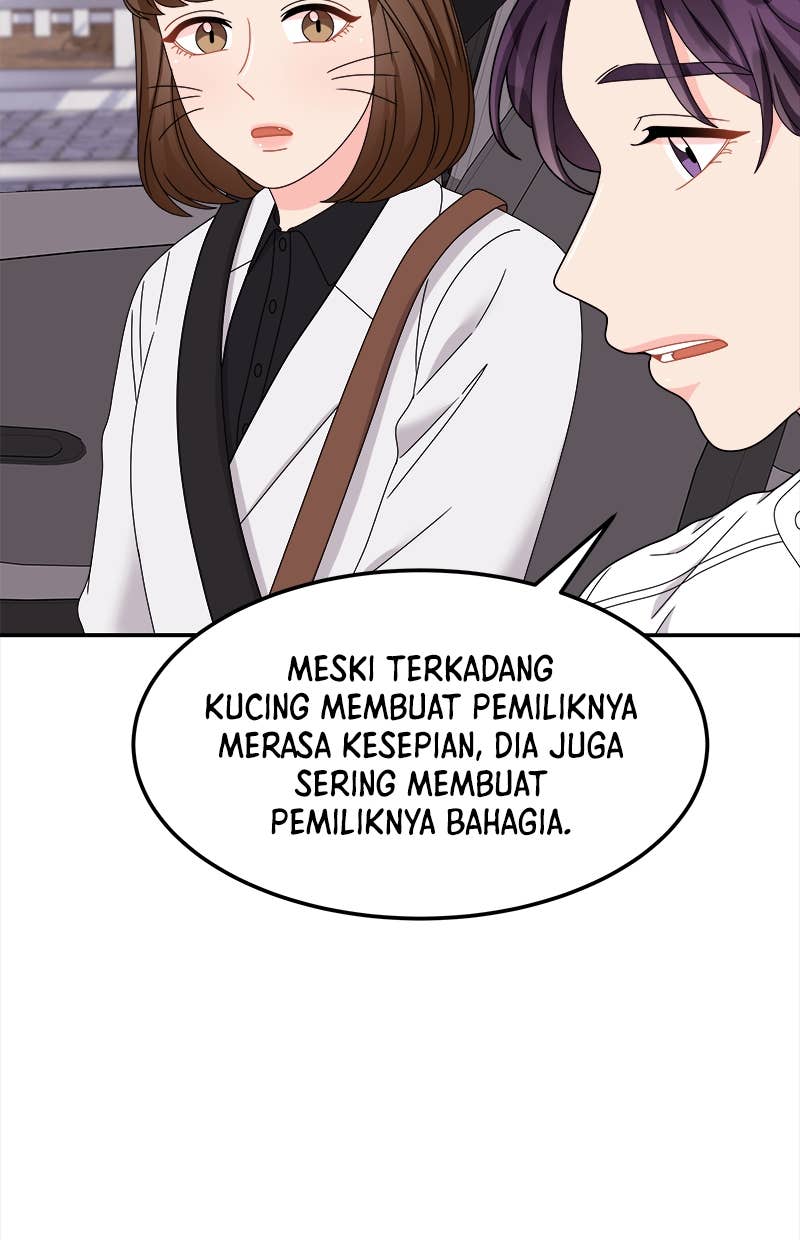 MESKI TERKADANG
KUCING MEMBUAT PEMILIKNYA
MERASA KESEPIAN, DIA JUGA
SERING MEMBUAT
PEMILIKNYA BAHAGIA.